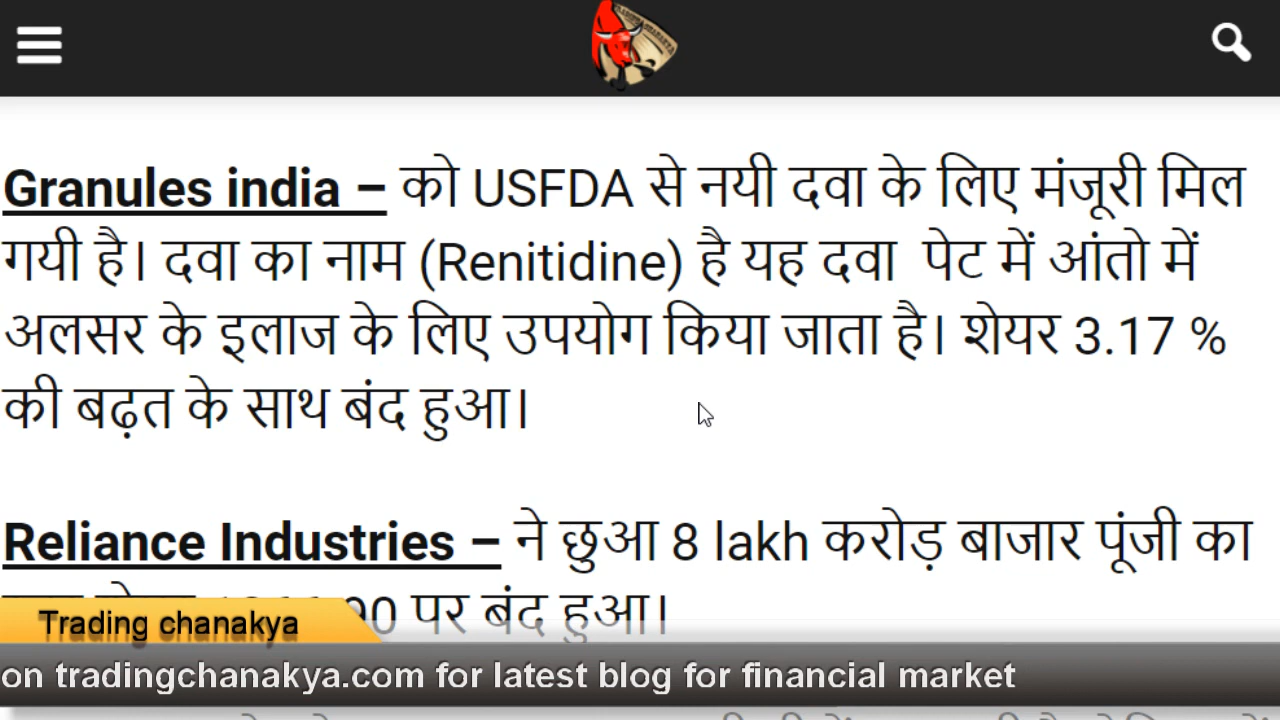 Granules india – को USFDA से नयी दवा के लिए मंजूरी मिल
गयी है। दवा का नाम (Renitidine) है यह दवा पेट में आंतो में
अलसर के इलाज के लिए उपयोग किया जाता है। शेयर 3.17 %
की बढ़त के साथ बंद हुआ।
Reliance Industries – ने छुआ 8 lakh करोड़ बाजार पूंजी का
पर बंद हुआ।
Trading chanakya
on tradingchanakya.com for latest blog for financial market